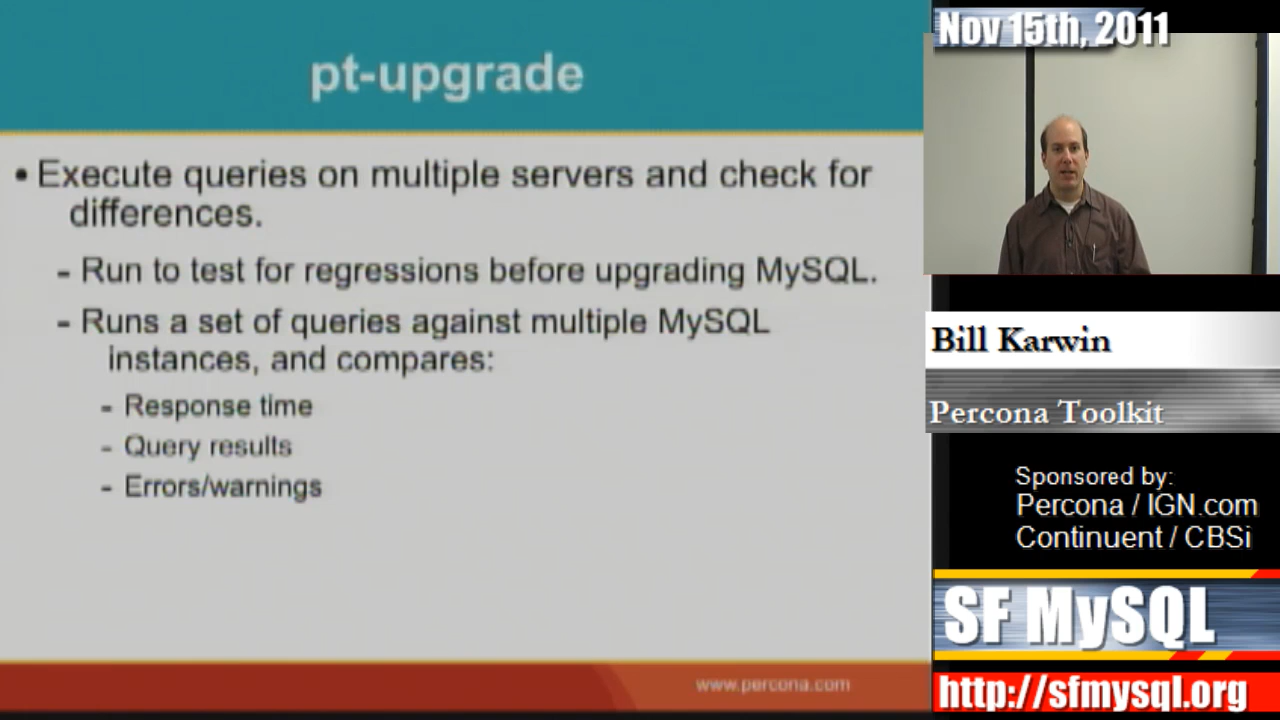 pt-upgrade
• Execute queries on multiple servers and check for
differences.
- Run to test for regressions before upgrading MySQL.
- Runs a set of queries against multiple MySQL
instances, and compares:
- Response time
- Query results
- Errors/warnings
www.percona.com
Nov 15th, 2011
Bill Karwin
Percona Toolkit
Sponsored by:
Percona / IGN.com
Continuent / CBSi
SF MySQL
http://sfmysql.org